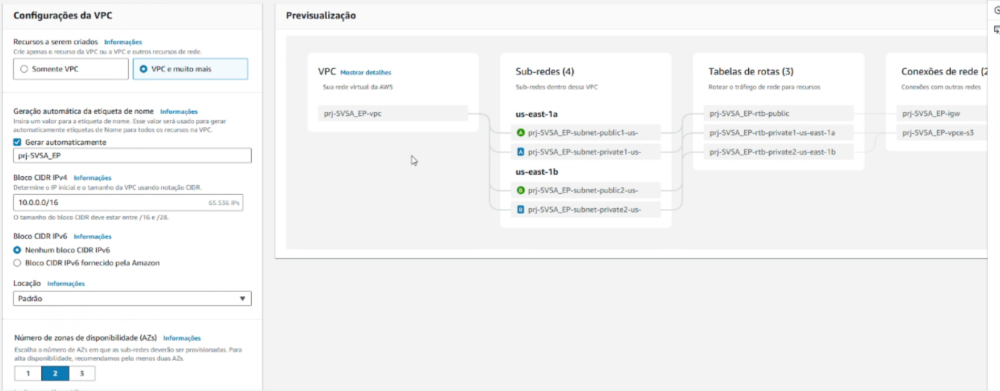 Configurações da VPC
Recursos a serem criados Informações
Crie apenas o recurso da VPC ou a VPC e outros recursos de rede.
Somente VPC
VPC e muito mais
Geração automática da etiqueta de nome Informações
Insira um valor para a etiqueta de nome. Esse valor será usado para gerar
automaticamente etiquetas de Nome para todos os recursos na VPC.
Gerar automaticamente
prj-SVSA_EP
Bloco CIDR IPv4 Informações
Determine o IP inicial e o tamanho da VPC usando notação CIDR.
10.0.0.0/16 65.536 IPs
O tamanho do bloco CIDR deve estar entre /16 e /28.
Bloco CIDR IPv6 Informações
Nenhum bloco CIDR IPv6
Bloco CIDR IPv6 fornecido pela Amazon
Locação Informações
Padrão
Número de zonas de disponibilidade (AZs) Informações
Escolha o número de AZs em que as sub-redes deverão ser provisionadas. Para
alta disponibilidade, recomendamos pelo menos duas AZs.
1 2 3
Previsualização
VPC Mostrar detalhes
Sua rede virtual da AWS
prj-SVSA_EP-vpc
Sub-redes (4)
Sub-redes dentro dessa VPC
us-east-1a
A prj-SVSA_EP-subnet-public1-us-
A prj-SVSA_EP-subnet-private1-us-
us-east-1b
B prj-SVSA_EP-subnet-public2-us-
B prj-SVSA_EP-subnet-private2-us-
Tabelas de rotas (3)
Rotear o tráfego de rede para recursos
prj-SVSA_EP-rtb-public
prj-SVSA_EP-rtb-private1-us-east-1a
prj-SVSA_EP-rtb-private2-us-east-1b
Conexões de rede (2
Conexões com outras redes
prj-SVSA_EP-igw
prj-SVSA_EP-vpce-s3